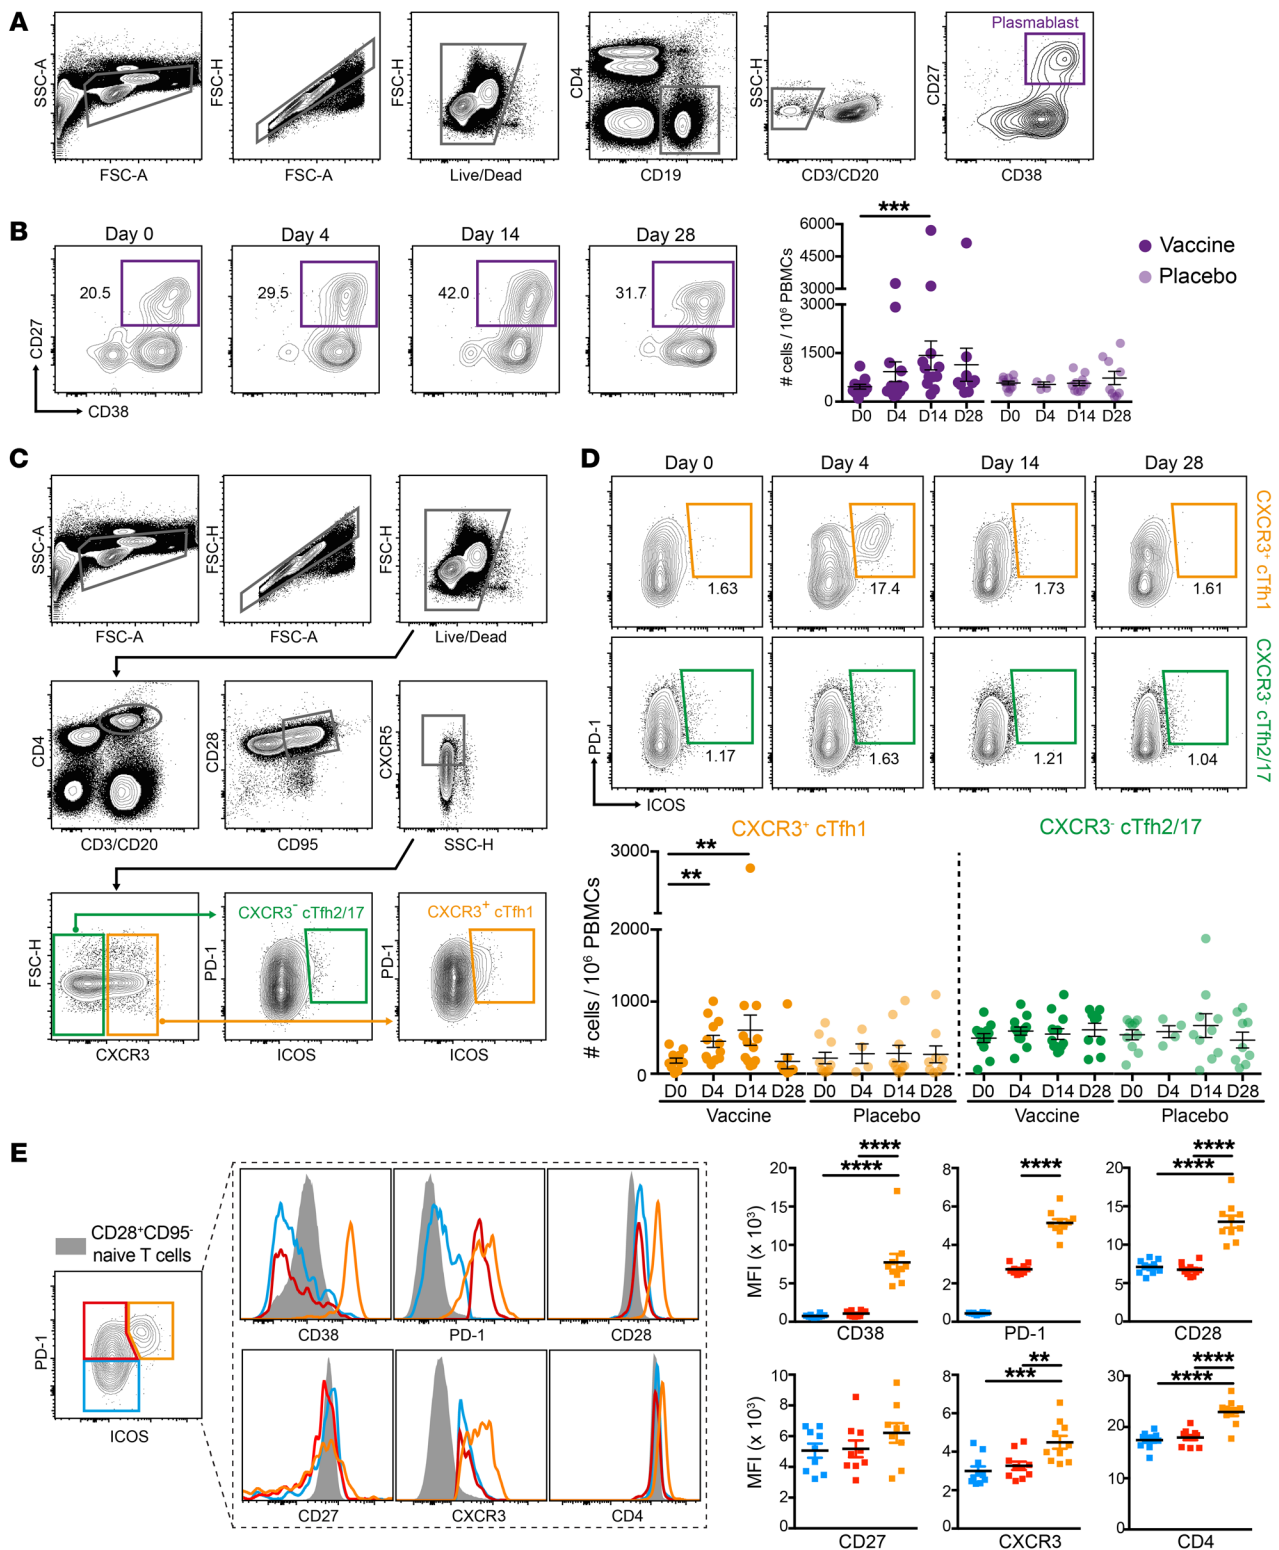 A
SSC-A
FSC-A
FSC-H
FSC-A
FSC-H
Live/Dead
CD4
CD19
SSC-H
CD3/CD20
Plasmablast
CD27
CD38
B
Day 0
Day 4
Day 14
Day 28
20.5
29.5
42.0
31.7
CD27
CD38
***
# cells / 10⁶ PBMCs
6000
4500
3000
3000
1500
0
D0 D4 D14 D28 D0 D4 D14 D28
Vaccine
Placebo
C
SSC-A
FSC-A
FSC-H
FSC-A
FSC-H
Live/Dead
CD4
CD3/CD20
CD28
CD95
CXCR5
SSC-H
FSC-H
CXCR3
CXCR3⁻ cTfh2/17
PD-1
ICOS
CXCR3⁺ cTfh1
PD-1
ICOS
D
Day 0
Day 4
Day 14
Day 28
1.63
17.4
1.73
1.61
CXCR3⁺ cTfh1
1.17
1.63
1.21
1.04
CXCR3⁻ cTfh2/17
PD-1
ICOS
CXCR3⁺ cTfh1
CXCR3⁻ cTfh2/17
**
**
# cells / 10⁶ PBMCs
3000
2000
1000
0
D0 D4 D14 D28 D0 D4 D14 D28 D0 D4 D14 D28 D0 D4 D14 D28
Vaccine Placebo Vaccine Placebo
E
CD28⁺CD95⁻
naive T cells
PD-1
ICOS
CD38
PD-1
CD28
CD27
CXCR3
CD4
****
****
MFI (x 10³)
20
15
10
5
0
CD38
****
8
6
4
2
0
PD-1
****
****
20
15
10
5
0
CD28
MFI (x 10³)
10
8
6
4
2
0
CD27
**
***
8
6
4
2
0
CXCR3
****
****
30
20
10
0
CD4